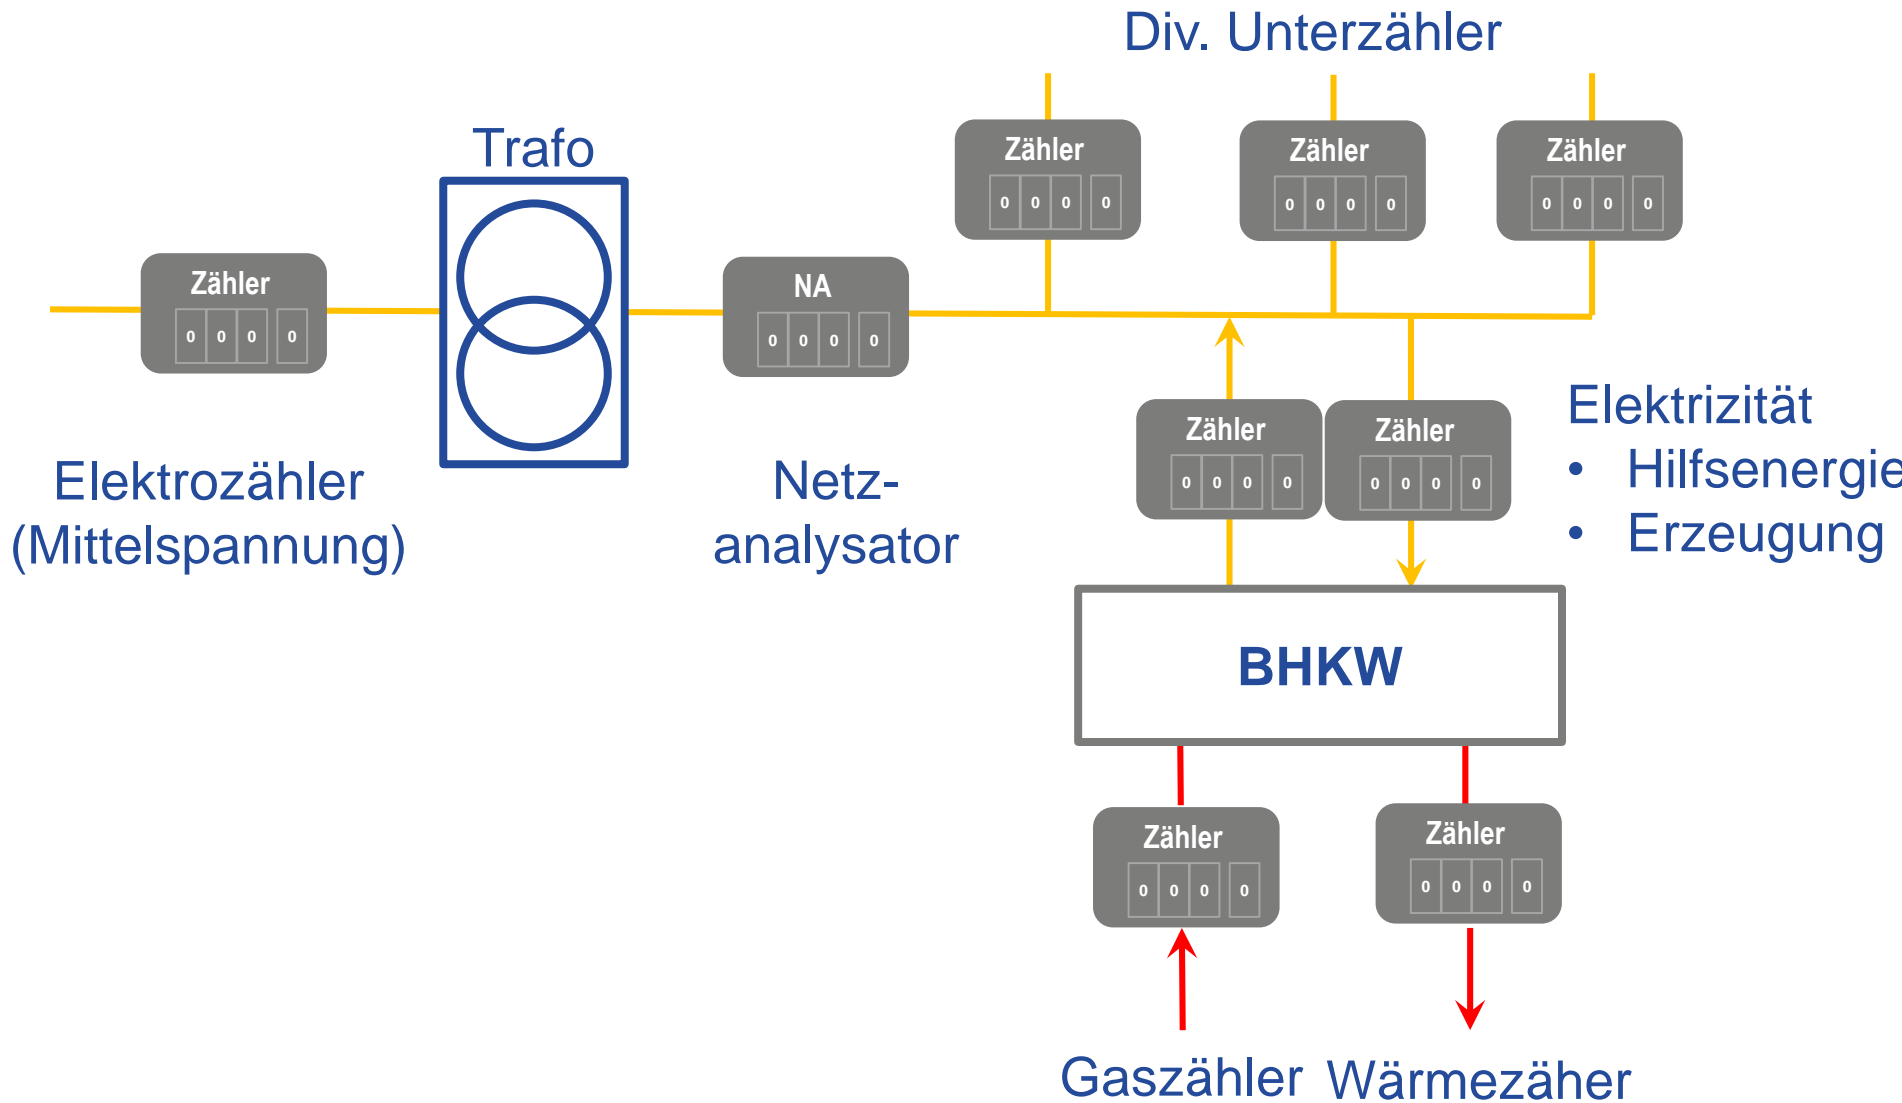 Div. Unterzähler
Trafo
Zähler
0 0 0 0
Zähler
0 0 0 0
Zähler
0 0 0 0
Zähler
0 0 0 0
NA
0 0 0 0
Elektrozähler
(Mittelspannung)
Netz-
analysator
Zähler
0 0 0 0
Zähler
0 0 0 0
Elektrizität
• Hilfsenergie
• Erzeugung
BHKW
Zähler
0 0 0 0
Zähler
0 0 0 0
Gaszähler
Wärmezäher